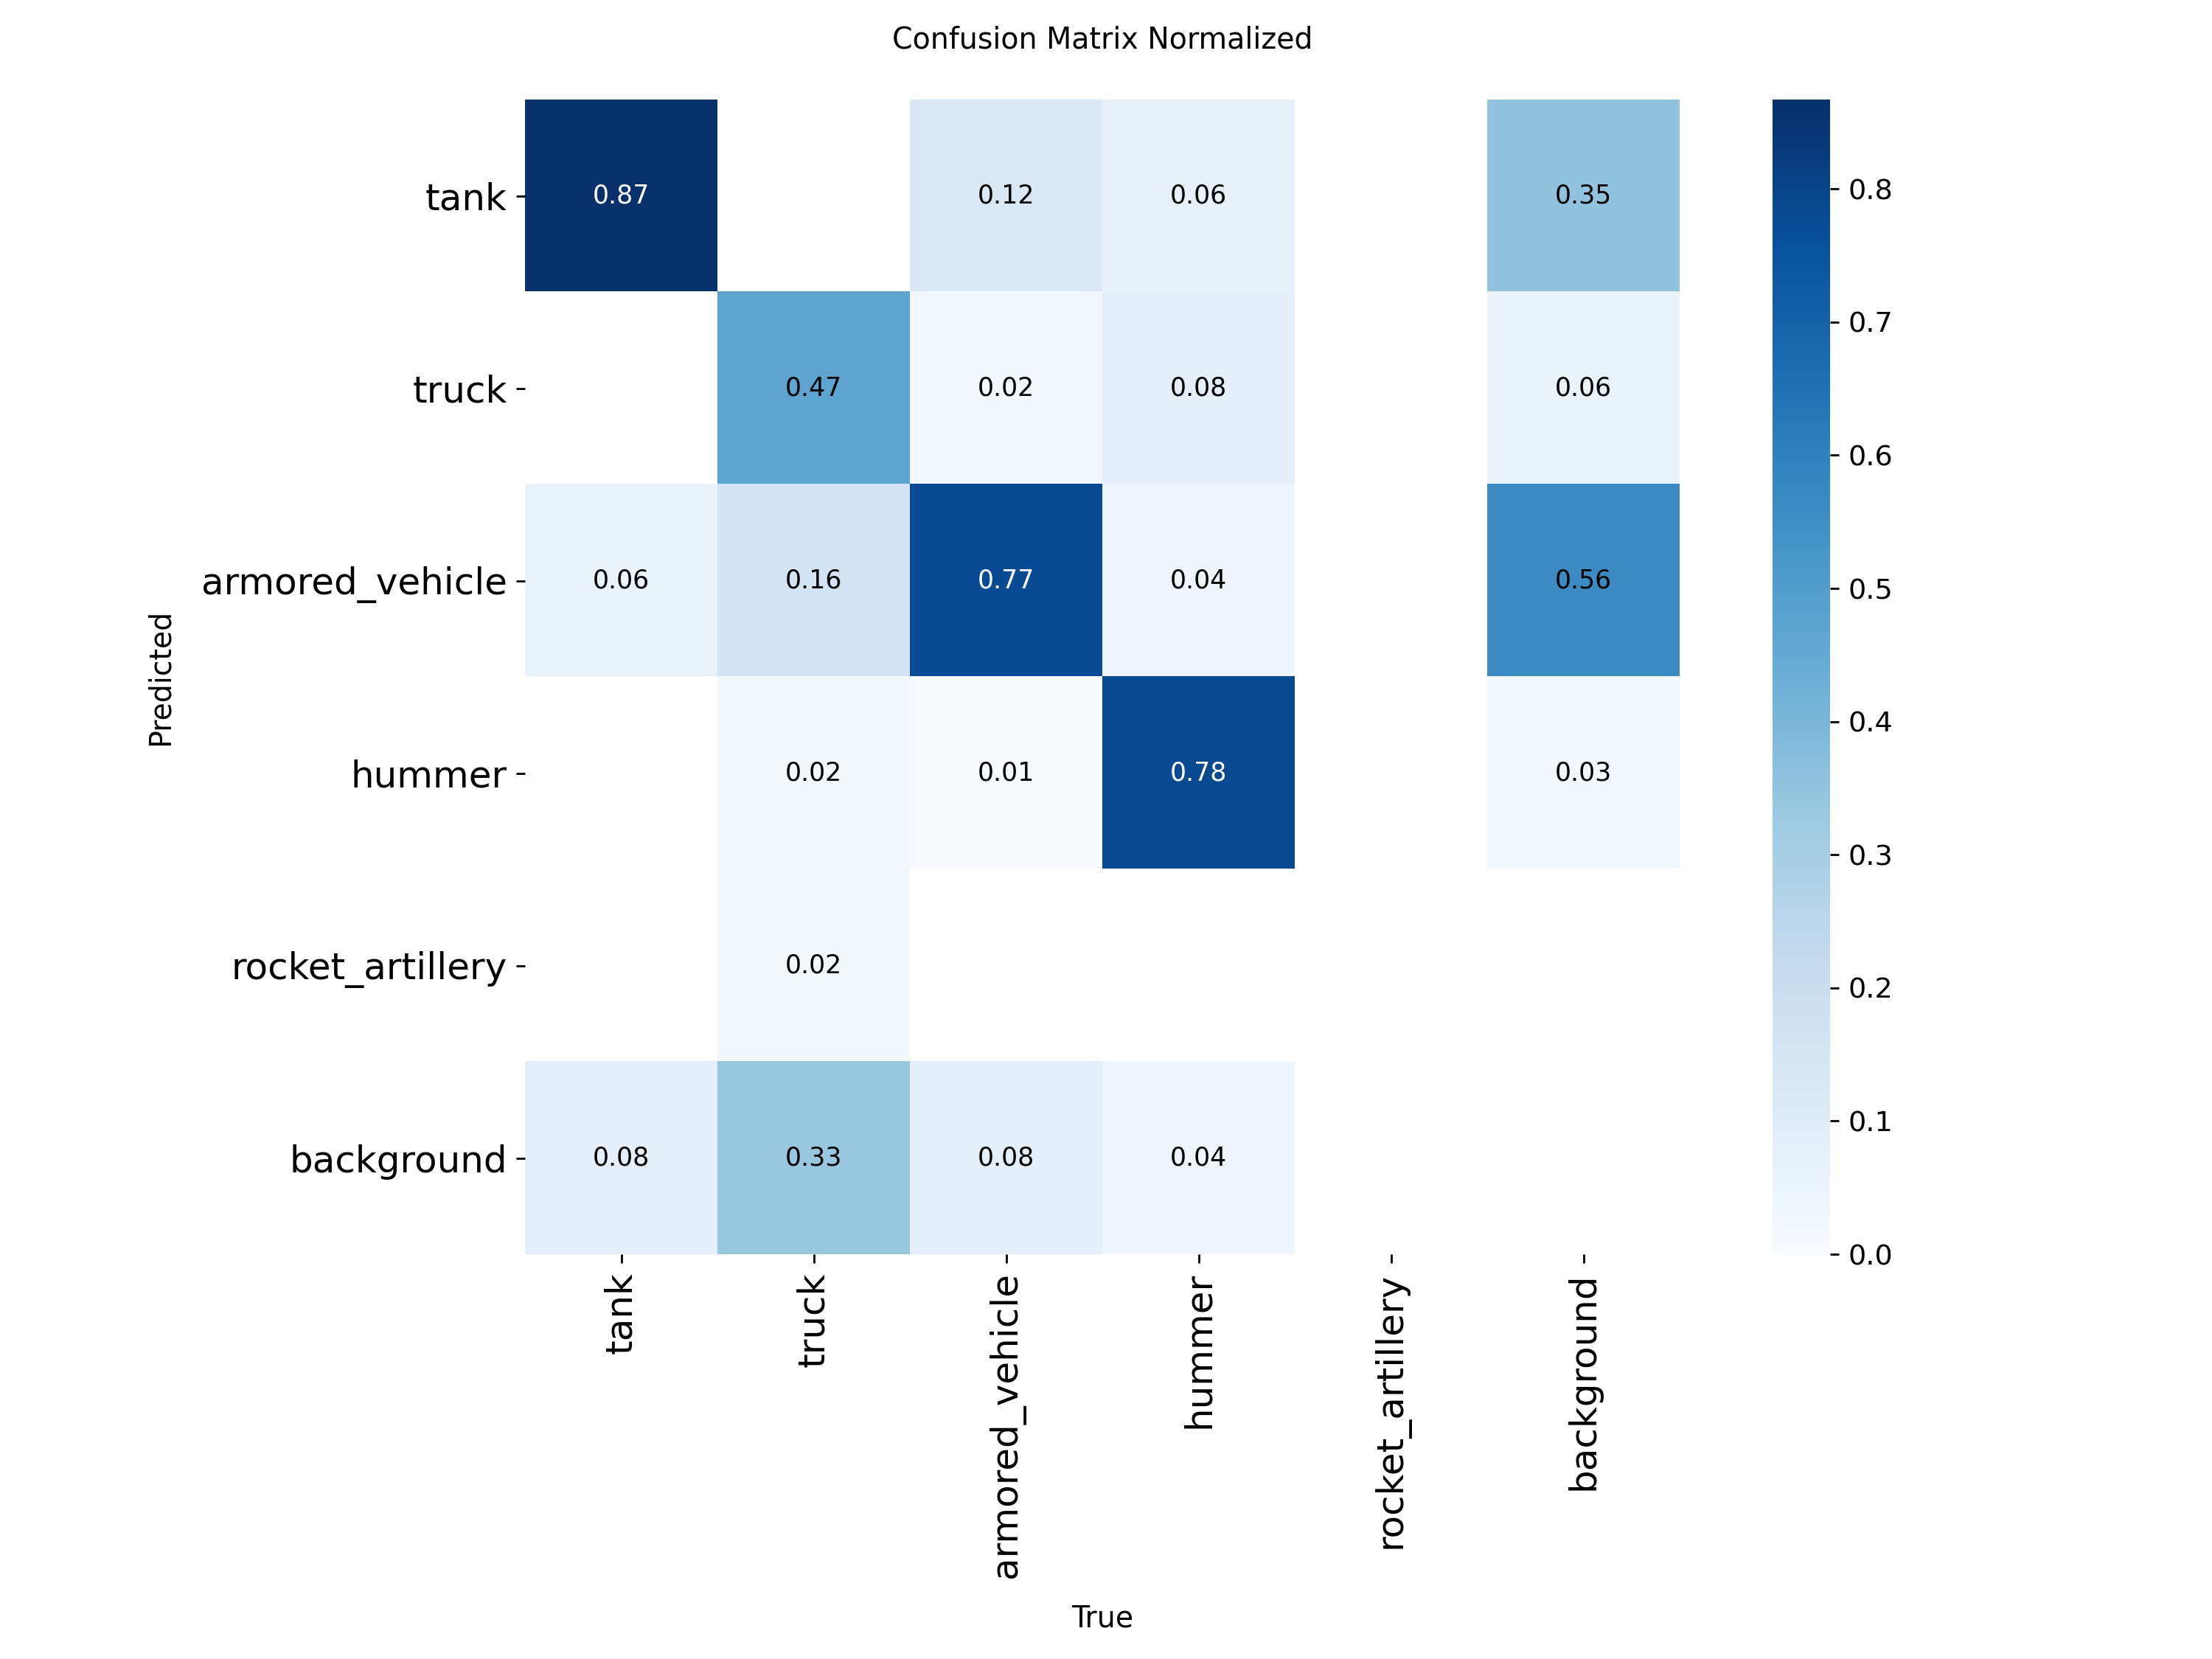 Confusion Matrix Normalized
tank
0.87
0.12
0.06
0.35
truck
0.47
0.02
0.08
0.06
armored_vehicle
0.06
0.16
0.77
0.04
0.56
hummer
0.02
0.01
0.78
0.03
rocket_artillery
0.02
background
0.08
0.33
0.08
0.04
Predicted
tank
truck
armored_vehicle
hummer
rocket_artillery
background
True
0.8
0.7
0.6
0.5
0.4
0.3
0.2
0.1
0.0